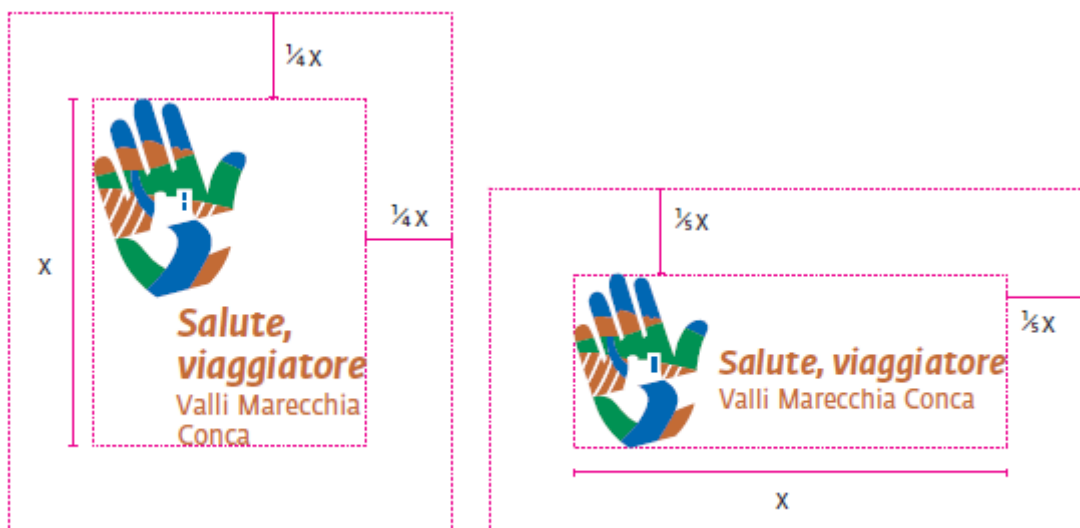 ¼ X
¼ X
X
Salute,
viaggiatore
Valli Marecchia
Conca
⅕ X
⅕ X
Salute, viaggiatore
Valli Marecchia Conca
X